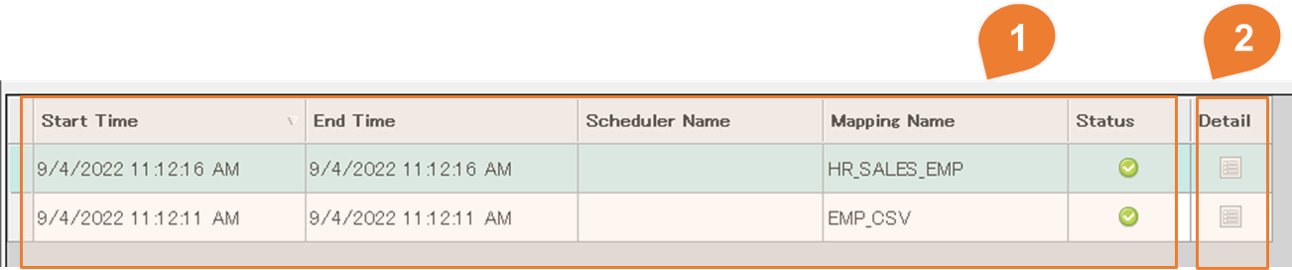 1 2
Start Time End Time Scheduler Name Mapping Name Status Detail
9/4/2022 11:12:16 AM 9/4/2022 11:12:16 AM HR_SALES_EMP
9/4/2022 11:12:11 AM 9/4/2022 11:12:11 AM EMP_CSV